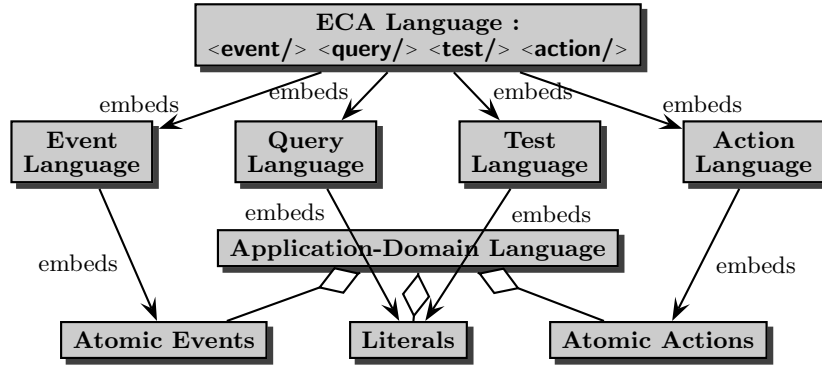 ECA Language :
<event/> <query/> <test/> <action/>
embeds embeds embeds embeds
Event Language
Query Language
Test Language
Action Language
embeds embeds
Application-Domain Language
embeds embeds
Atomic Events
Literals
Atomic Actions